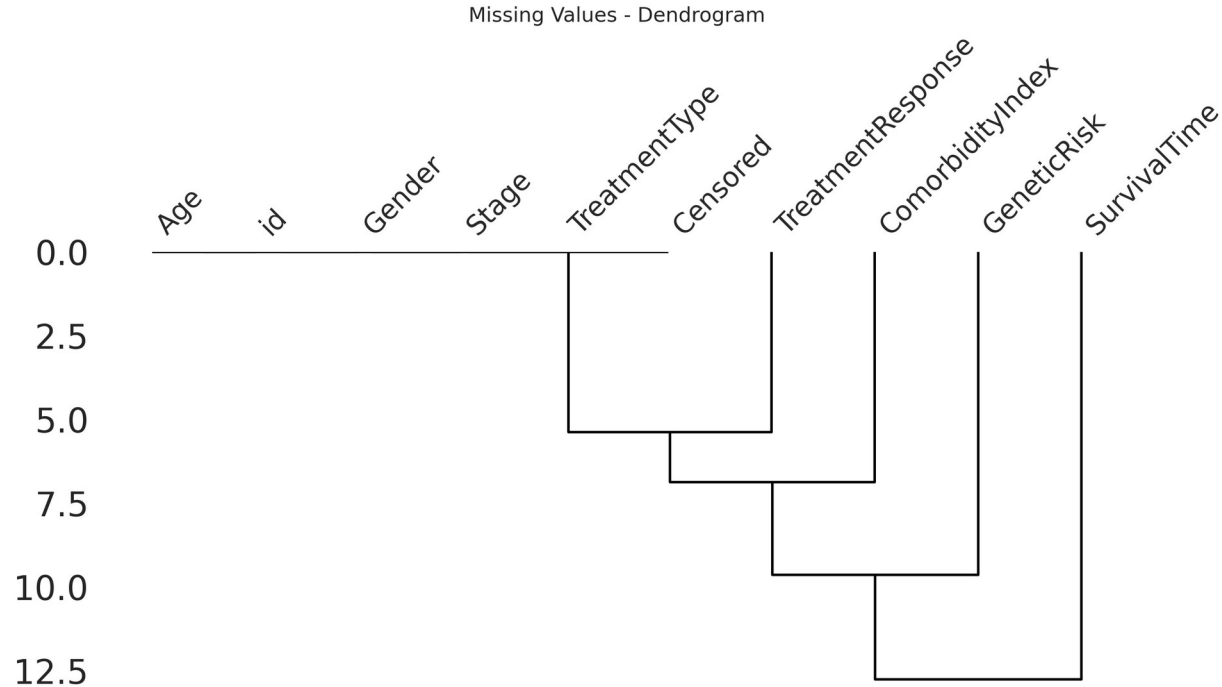 Missing Values - Dendrogram
Age
id
Gender
Stage
TreatmentType
Censored
TreatmentResponse
ComorbidityIndex
GeneticRisk
SurvivalTime
0.0
2.5
5.0
7.5
10.0
12.5